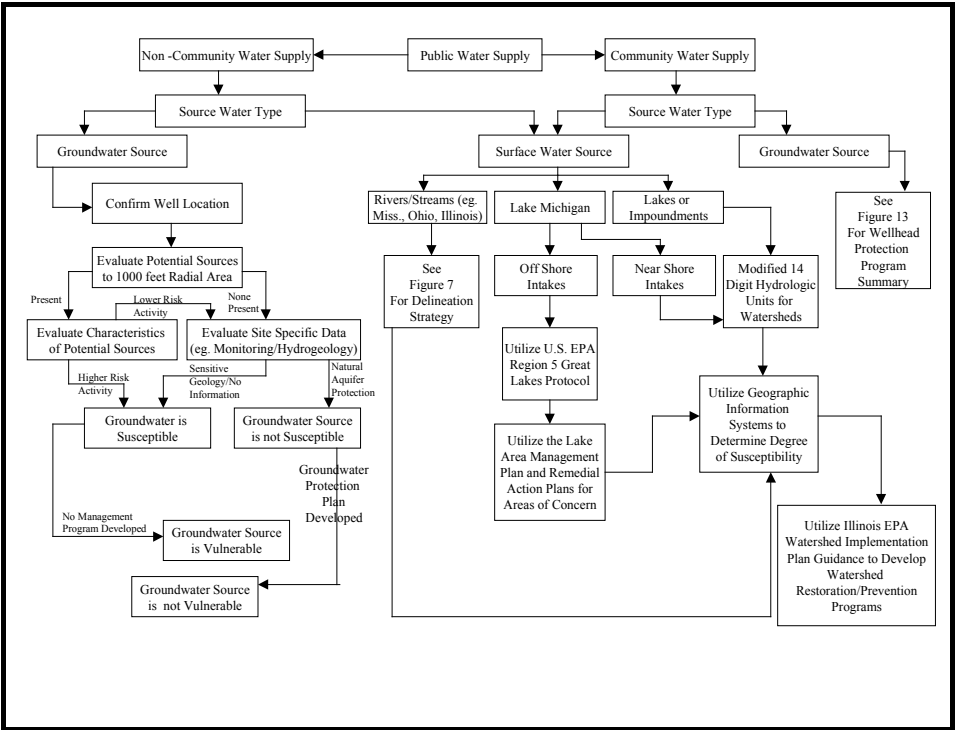 Non -Community Water Supply
Public Water Supply
Community Water Supply
Source Water Type
Source Water Type
Groundwater Source
Surface Water Source
Groundwater Source
Confirm Well Location
Rivers/Streams (eg.
Miss., Ohio, Illinois)
Lake Michigan
Lakes or
Impoundments
See
Figure 13
For Wellhead
Protection
Program
Summary
Evaluate Potential Sources
to 1000 feet Radial Area
See
Figure 7
For Delineation
Strategy
Off Shore
Intakes
Near Shore
Intakes
Modified 14
Digit Hydrologic
Units for
Watersheds
Present
Lower Risk
Activity
None
Present
Evaluate Characteristics
of Potential Sources
Evaluate Site Specific Data
(eg. Monitoring/Hydrogeology)
Utilize U.S. EPA
Region 5 Great
Lakes Protocol
Higher Risk
Activity
Sensitive
Geology/No
Information
Natural
Aquifer
Protection
Utilize Geographic
Information
Systems to
Determine Degree
of Susceptibility
Groundwater is
Susceptible
Groundwater Source
is not Susceptible
Utilize the Lake
Area Management
Plan and Remedial
Action Plans for
Areas of Concern
Groundwater
Protection
Plan
Developed
No Management
Program Developed
Groundwater Source
is Vulnerable
Utilize Illinois EPA
Watershed Implementation
Plan Guidance to Develop
Watershed
Restoration/Prevention
Programs
Groundwater Source
is not Vulnerable